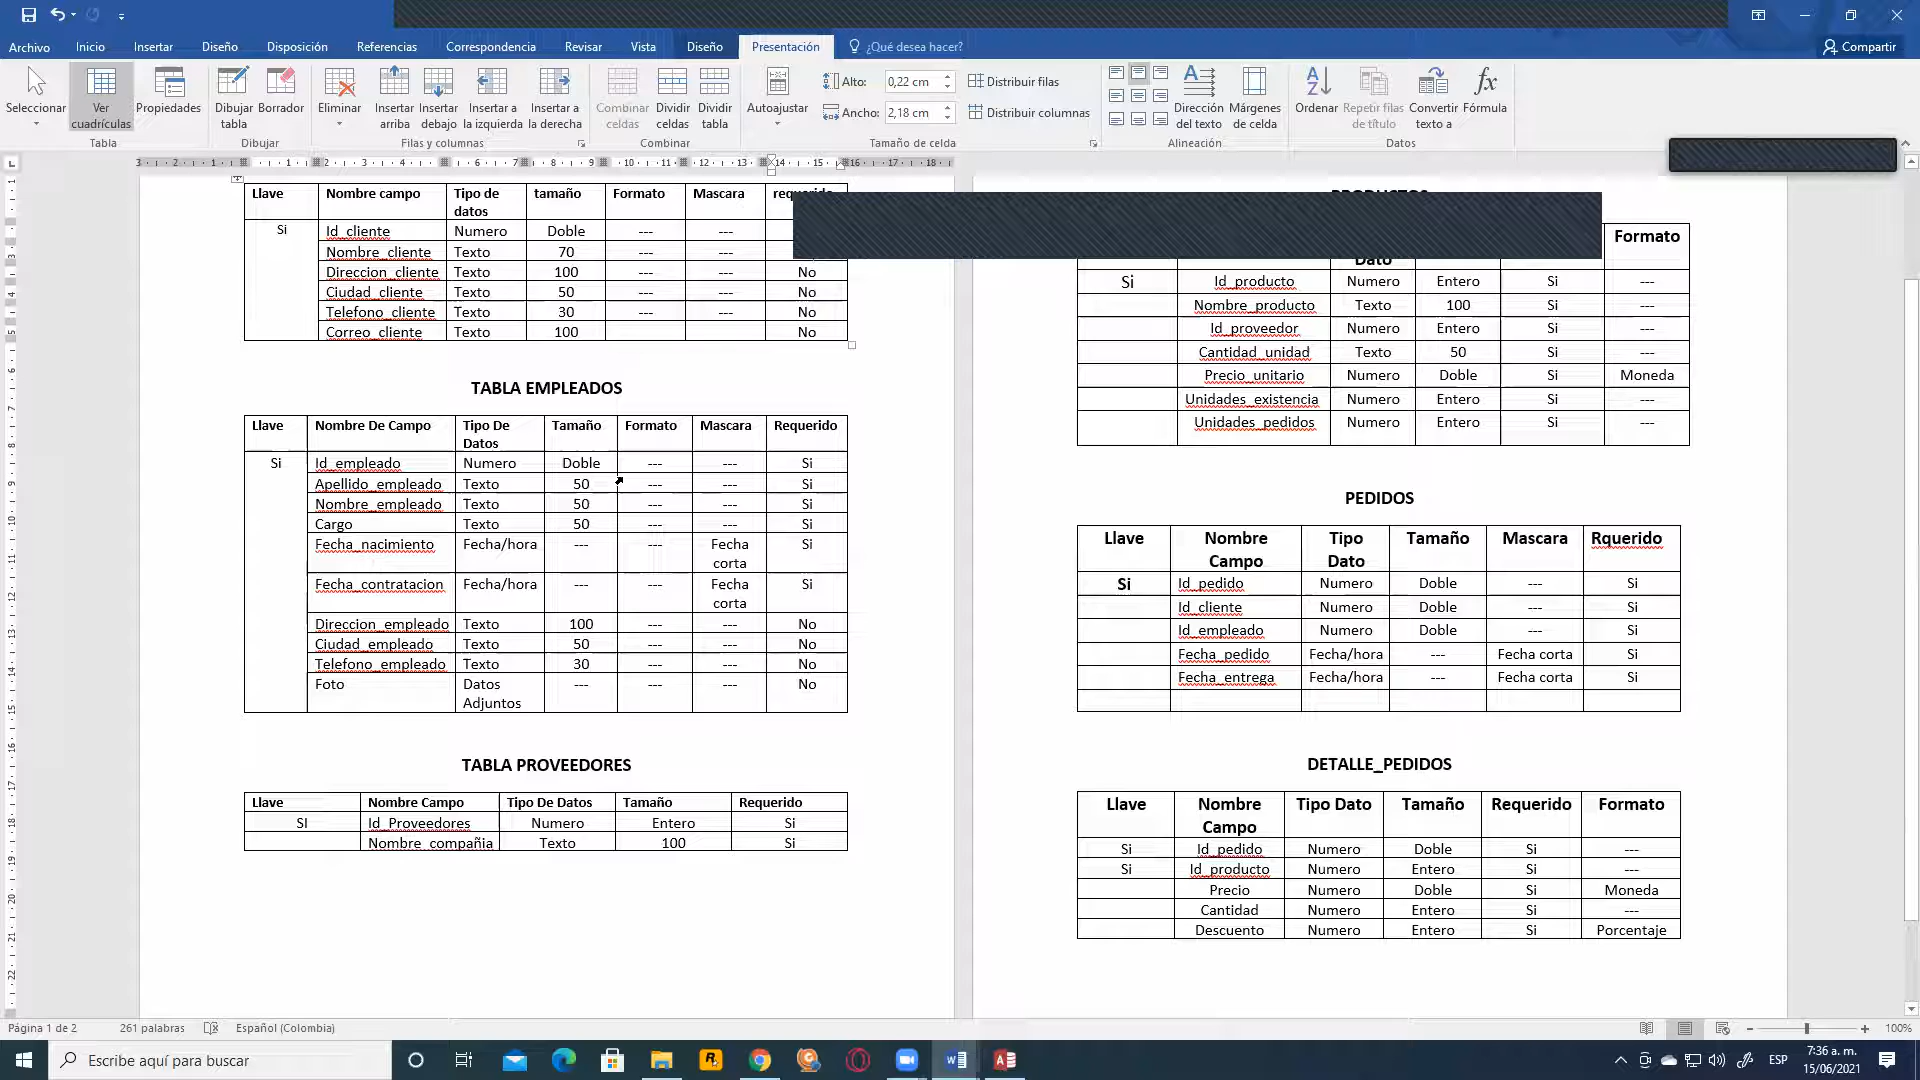 Archivo Inicio Insertar Diseño Disposición Referencias Correspondencia Revisar Vista Diseño Presentación ¿Qué desea hacer? Compartir
Seleccionar Ver cuadrículas Propiedades Dibujar tabla Borrador Eliminar Insertar arriba Insertar debajo Insertar a la izquierda Insertar a la derecha Combinar celdas Dividir celdas Dividir tabla Autoajustar Alto: 0,22 cm Distribuir filas
Ancho: 2,18 cm Distribuir columnas
Dirección del texto Márgenes de celda Ordenar Repetir filas de título Convertir texto a Fórmula
Tabla Dibujar Filas y columnas Combinar Tamaño de celda Alineación Datos
Llave Nombre campo Tipo de datos tamaño Formato Mascara
Si Id_cliente Numero Doble --- ---
Nombre_cliente Texto 70 --- ---
Direccion_cliente Texto 100 --- --- No
Ciudad_cliente Texto 50 --- --- No
Telefono_cliente Texto 30 --- --- No
Correo_cliente Texto 100 No
TABLA EMPLEADOS
Llave Nombre De Campo Tipo De Datos Tamaño Formato Mascara Requerido
Si Id_empleado Numero Doble --- --- Si
Apellido_empleado Texto 50 --- --- Si
Nombre_empleado Texto 50 --- --- Si
Cargo Texto 50 --- --- Si
Fecha_nacimiento Fecha/hora --- --- Fecha corta Si
Fecha_contratacion Fecha/hora --- --- Fecha corta Si
Direccion_empleado Texto 100 --- --- No
Ciudad_empleado Texto 50 --- --- No
Telefono_empleado Texto 30 --- --- No
Foto Datos Adjuntos --- --- --- No
TABLA PROVEEDORES
Llave Nombre Campo Tipo De Datos Tamaño Requerido
SI Id_Proveedores Numero Entero Si
Nombre_compañia Texto 100 Si
Dato Formato
Si Id_producto Numero Entero Si ---
Nombre_producto Texto 100 Si ---
Id_proveedor Numero Entero Si ---
Cantidad_unidad Texto 50 Si ---
Precio_unitario Numero Doble Si Moneda
Unidades_existencia Numero Entero Si ---
Unidades_pedidos Numero Entero Si ---
PEDIDOS
Llave Nombre Campo Tipo Dato Tamaño Mascara Rquerido
Si Id_pedido Numero Doble --- Si
Id_cliente Numero Doble --- Si
Id_empleado Numero Doble --- Si
Fecha_pedido Fecha/hora --- Fecha corta Si
Fecha_entrega Fecha/hora --- Fecha corta Si
DETALLE_PEDIDOS
Llave Nombre Campo Tipo Dato Tamaño Requerido Formato
Si Id_pedido Numero Doble Si ---
Si Id_producto Numero Entero Si ---
Precio Numero Doble Si Moneda
Cantidad Numero Entero Si ---
Descuento Numero Entero Si Porcentaje
Página 1 de 2 261 palabras Español (Colombia) 100%
Escribe aquí para buscar ESP 7:36 a. m.
15/06/2021